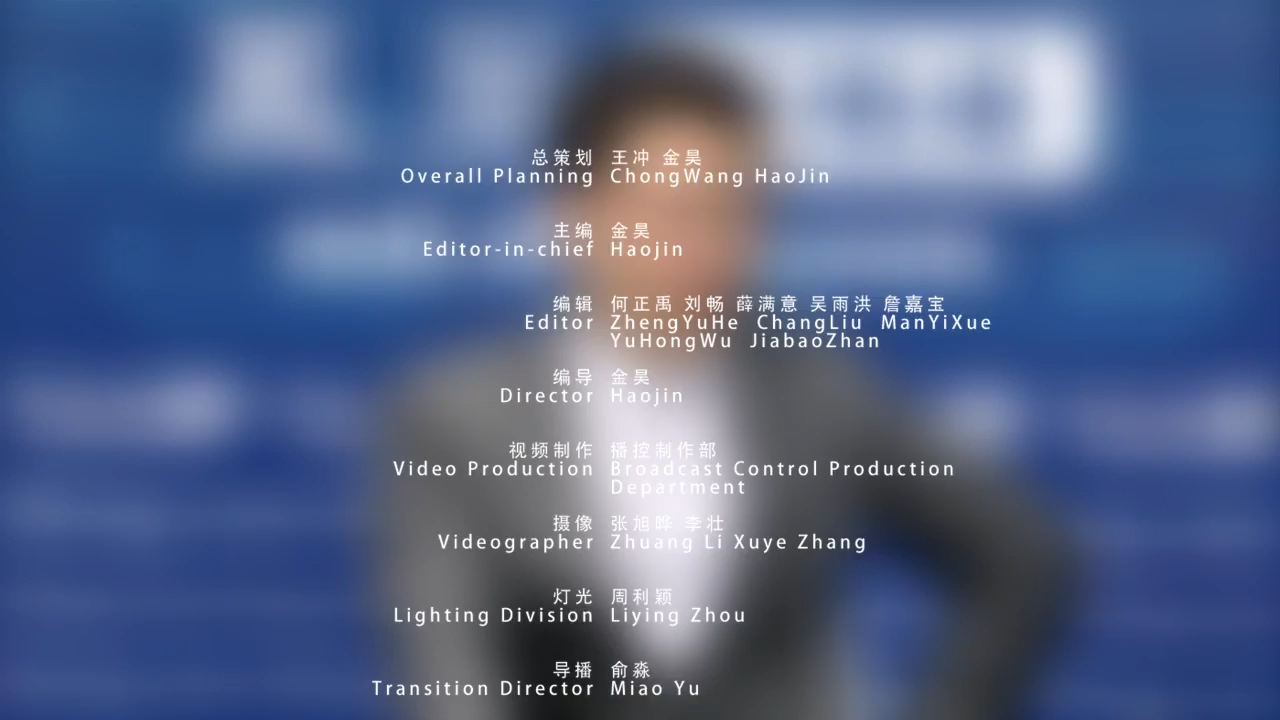 总策划 王冲 金昊
Overall Planning ChongWang HaoJin
主编 金昊
Editor-in-chief Haojin
编辑 何正禹 刘畅 薛满意 吴雨洪 詹嘉宝
Editor ZhengYuHe ChangLiu ManYiXue
YuHongWu JiabaoZhan
编导 金昊
Director Haojin
视频制作 播控制作部
Video Production Broadcast Control Production
Department
摄像 张旭晔 李壮
Videographer Zhuang Li Xuye Zhang
灯光 周利颖
Lighting Division Liying Zhou
导播 俞淼
Transition Director Miao Yu